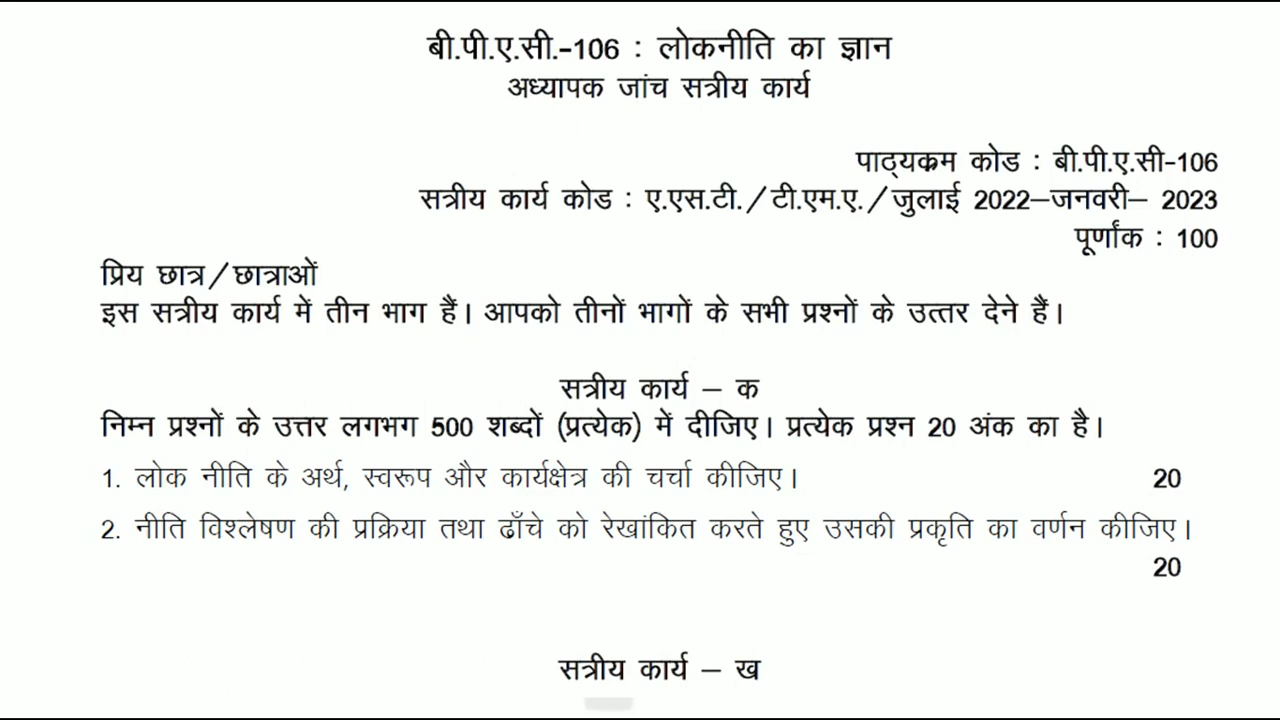 बी.पी.ए.सी.-106 : लोकनीति का ज्ञान
अध्यापक जांच सत्रीय कार्य
पाठ्यकम कोड : बी.पी.ए.सी-106
सत्रीय कार्य कोड : ए.एस.टी./टी.एम.ए./जुलाई 2022–जनवरी– 2023
पूर्णांक : 100
प्रिय छात्र/छात्राओं
इस सत्रीय कार्य में तीन भाग हैं। आपको तीनों भागों के सभी प्रश्नों के उत्तर देने हैं।
सत्रीय कार्य – क
निम्न प्रश्नों के उत्तर लगभग 500 शब्दों (प्रत्येक) में दीजिए। प्रत्येक प्रश्न 20 अंक का है।
1. लोक नीति के अर्थ, स्वरूप और कार्यक्षेत्र की चर्चा कीजिए। 20
2. नीति विश्लेषण की प्रक्रिया तथा ढाँचे को रेखांकित करते हुए उसकी प्रकृति का वर्णन कीजिए।
20
सत्रीय कार्य – ख